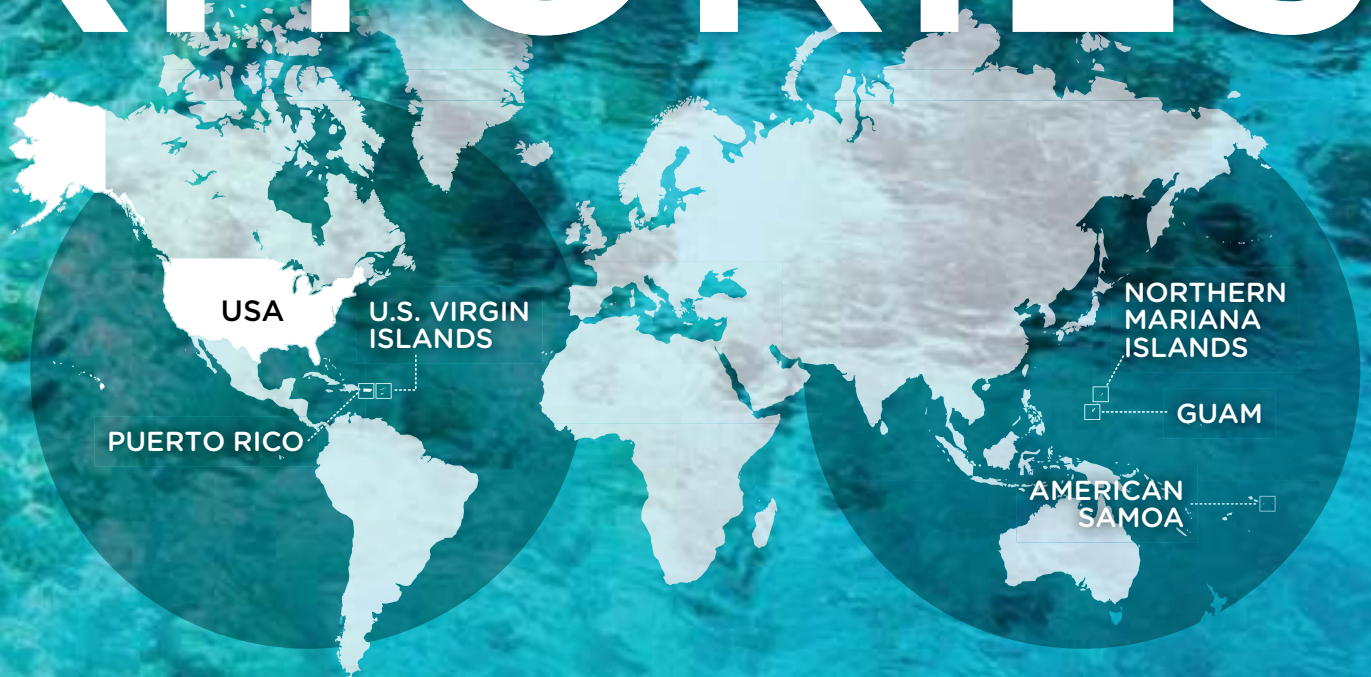 USA
U.S. VIRGIN
ISLANDS
PUERTO RICO
NORTHERN
MARIANA
ISLANDS
GUAM
AMERICAN
SAMOA